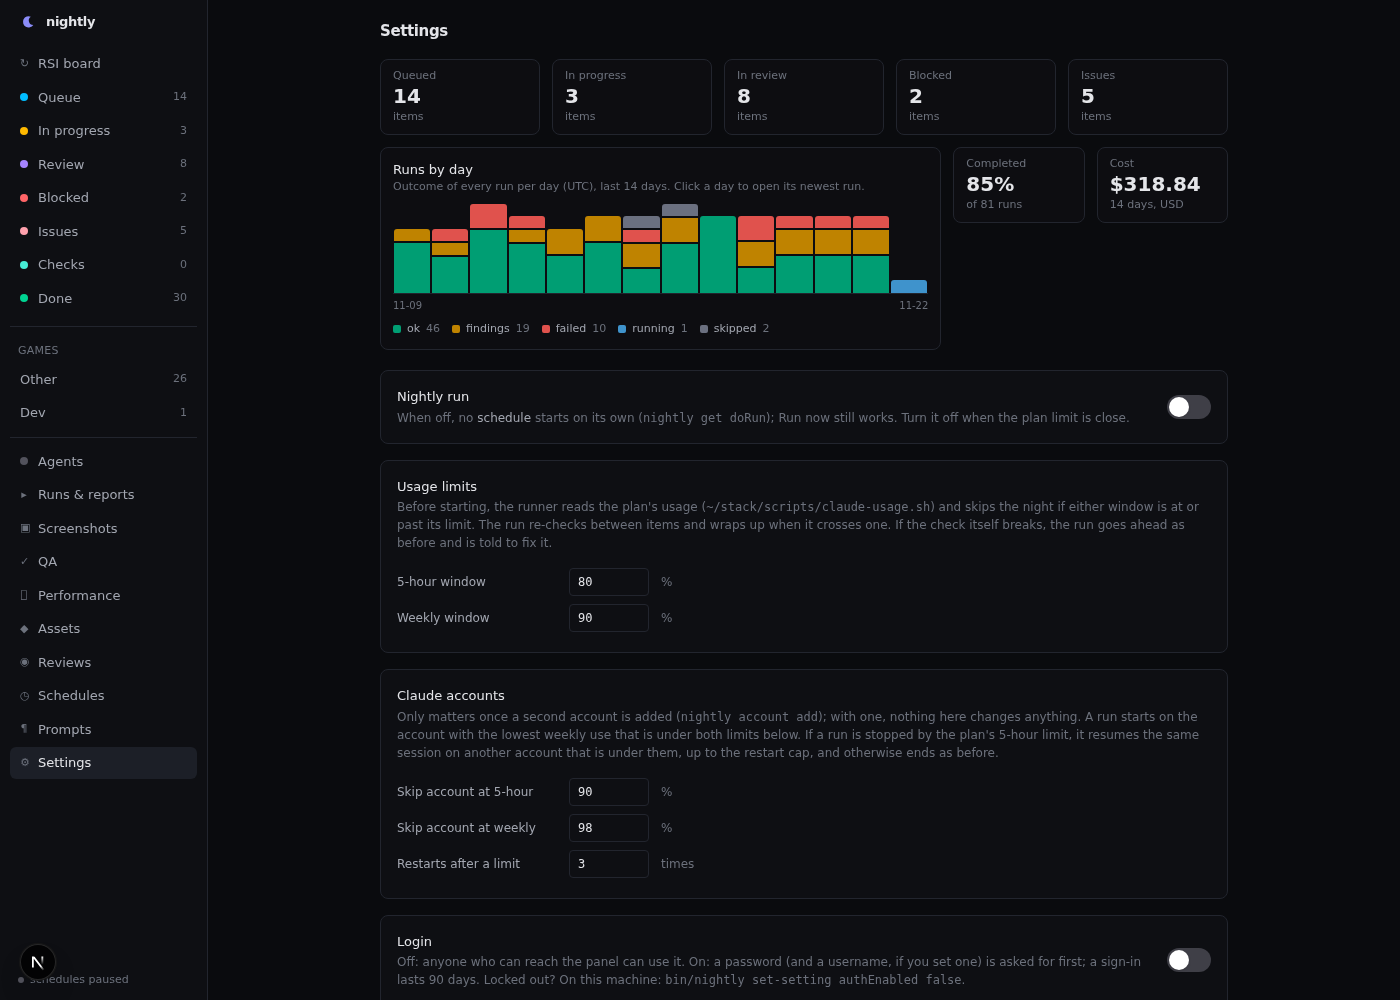 nightly
RSI board
Queue 14
In progress 3
Review 8
Blocked 2
Issues 5
Checks 0
Done 30
GAMES
Other 26
Dev 1
Agents
Runs & reports
Screenshots
QA
Performance
Assets
Reviews
Schedules
Prompts
Settings
N
schedules paused
Settings
Queued
14
items
In progress
3
items
In review
8
items
Blocked
2
items
Issues
5
items
Runs by day
Outcome of every run per day (UTC), last 14 days. Click a day to open its newest run.
11-09 11-22
ok 46 findings 19 failed 10 running 1 skipped 2
Completed
85%
of 81 runs
Cost
$318.84
14 days, USD
Nightly run
When off, no schedule starts on its own (nightly get doRun); Run now still works. Turn it off when the plan limit is close.
Usage limits
Before starting, the runner reads the plan's usage (~/stack/scripts/claude-usage.sh) and skips the night if either window is at or
past its limit. The run re-checks between items and wraps up when it crosses one. If the check itself breaks, the run goes ahead as
before and is told to fix it.
5-hour window 80 %
Weekly window 90 %
Claude accounts
Only matters once a second account is added (nightly account add); with one, nothing here changes anything. A run starts on the
account with the lowest weekly use that is under both limits below. If a run is stopped by the plan's 5-hour limit, it resumes the same
session on another account that is under them, up to the restart cap, and otherwise ends as before.
Skip account at 5-hour 90 %
Skip account at weekly 98 %
Restarts after a limit 3 times
Login
Off: anyone who can reach the panel can use it. On: a password (and a username, if you set one) is asked for first; a sign-in
lasts 90 days. Locked out? On this machine: bin/nightly set-setting authEnabled false.